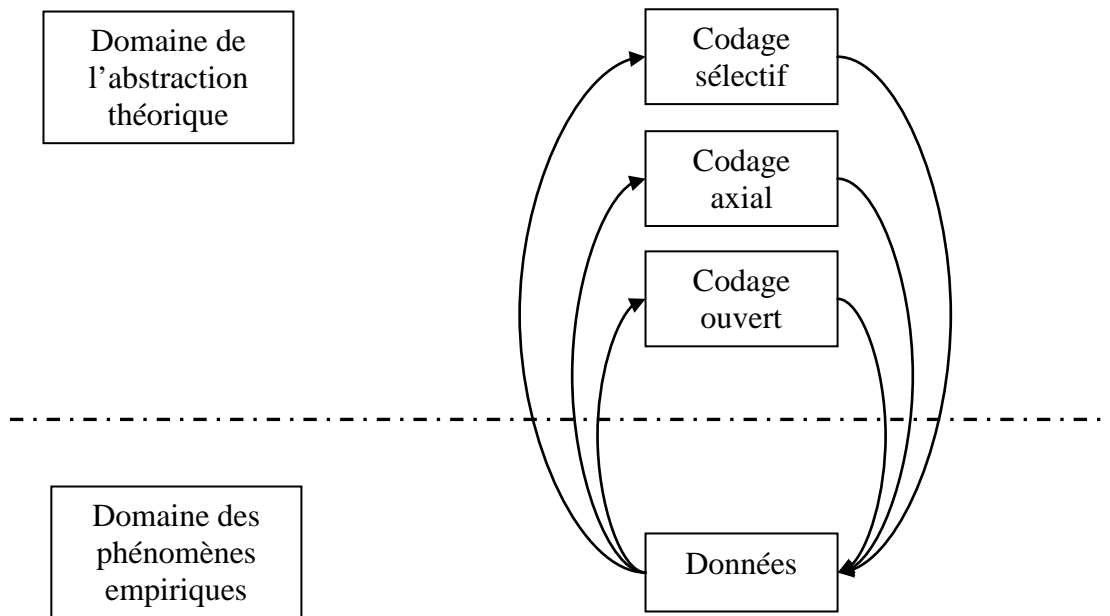 Domaine de
l’abstraction
théorique
Codage
sélectif
Codage
axial
Codage
ouvert
Domaine des
phénomènes
empiriques
Données